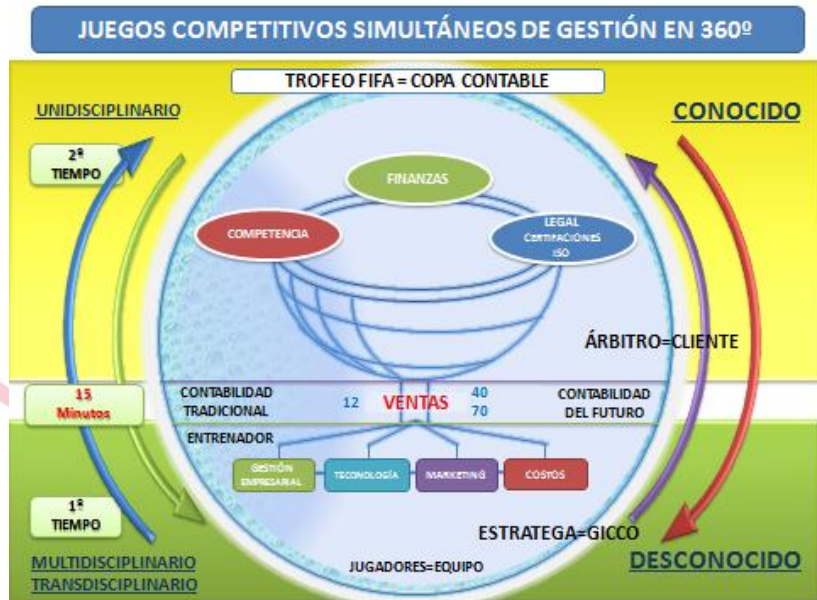 JUEGOS COMPETITIVOS SIMULTÁNEOS DE GESTIÓN EN 360º
TROFEO FIFA = COPA CONTABLE
UNIDISCIPLINARIO
CONOCIDO
2ª
TIEMPO
FINANZAS
COMPETENCIA
LEGAL
CERTIFACIONES
ISO
ÁRBITRO=CLIENTE
15
Minutos
CONTABILIDAD
TRADICIONAL
12
VENTAS
40
70
CONTABILIDAD
DEL FUTURO
ENTRENADOR
GESTIÓN
EMPRESARIAL
TECONOLOGÍA
MARKETING
COSTOS
1ª
TIEMPO
ESTRATEGA=GICCO
MULTIDISCIPLINARIO
TRANSDISCIPLINARIO
JUGADORES=EQUIPO
DESCONOCIDO